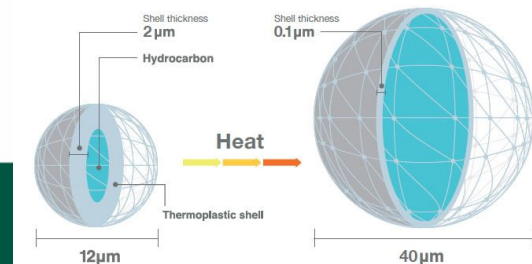 Shell thickness
2μm
Hydrocarbon
Shell thickness
0.1μm
Heat
Thermoplastic shell
12μm
40μm